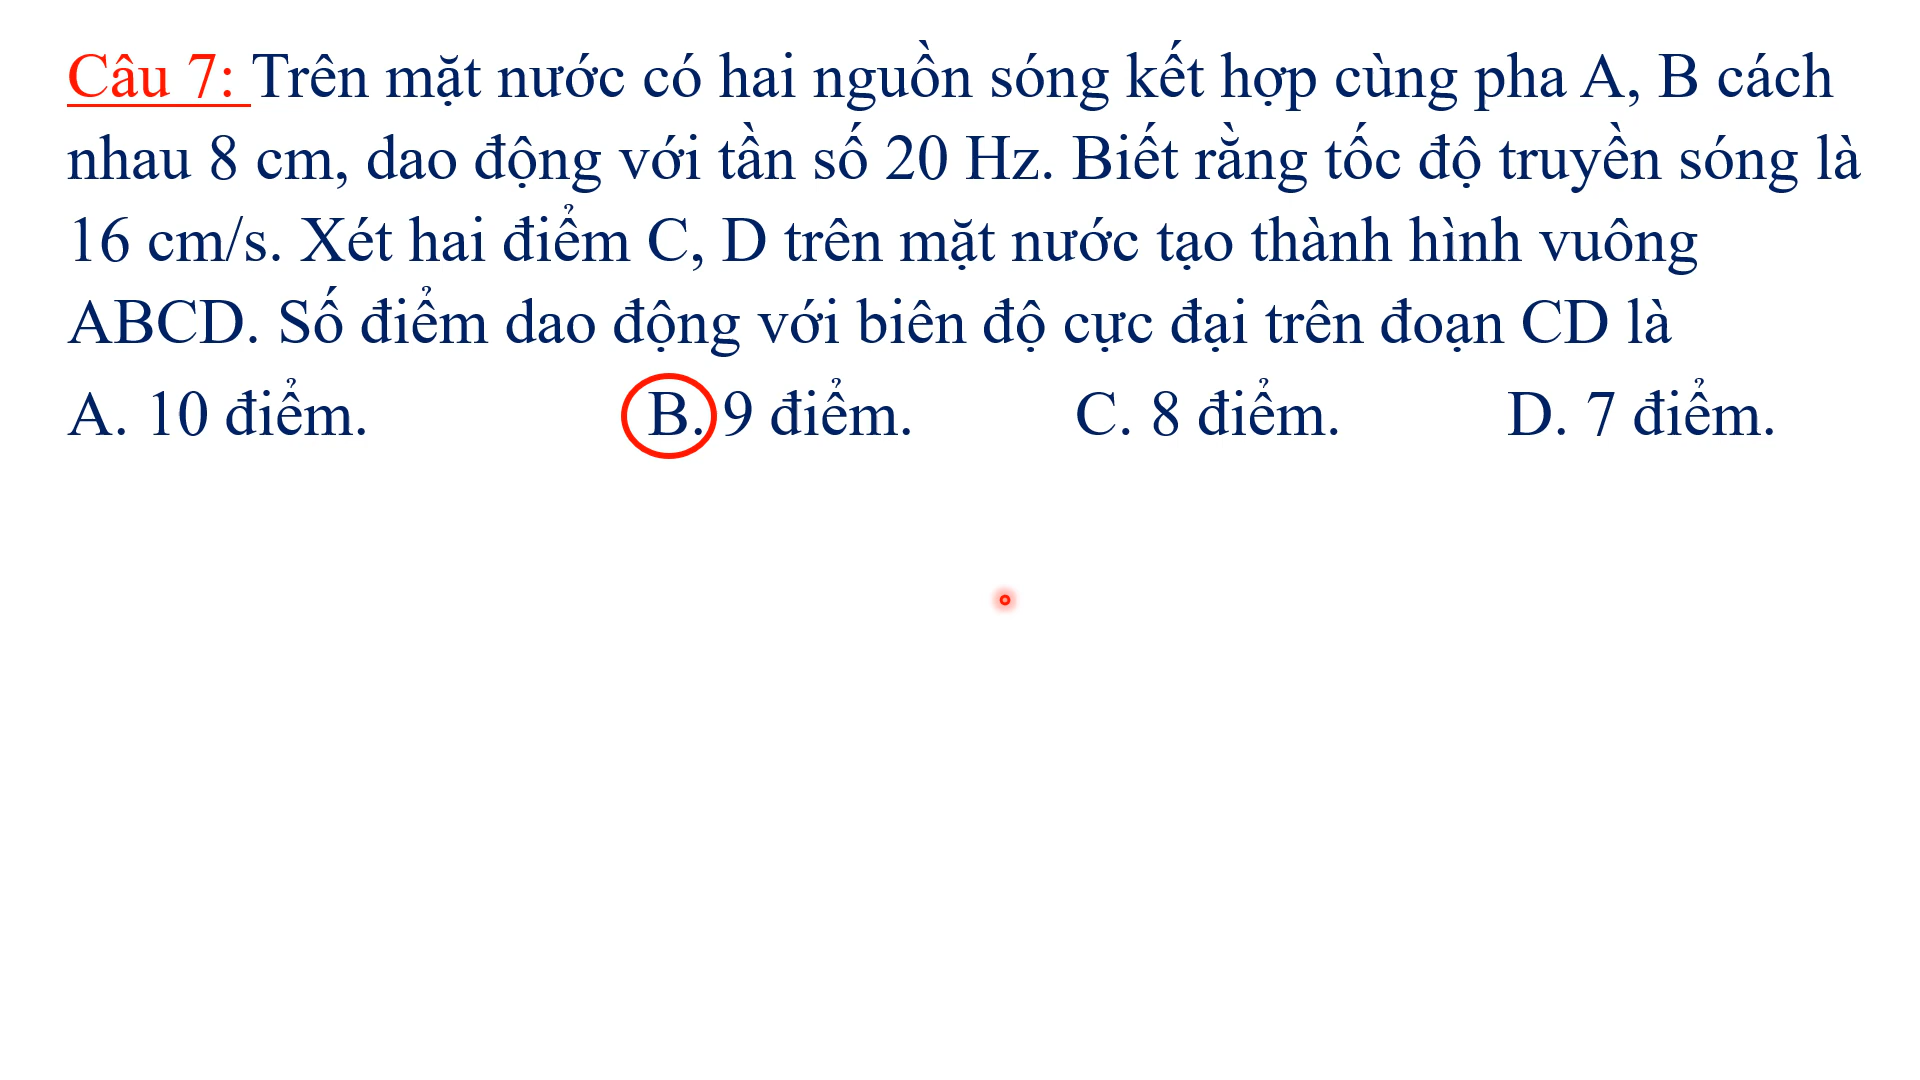 Câu 7: Trên mặt nước có hai nguồn sóng kết hợp cùng pha A, B cách
nhau 8 cm, dao động với tần số 20 Hz. Biết rằng tốc độ truyền sóng là
16 cm/s. Xét hai điểm C, D trên mặt nước tạo thành hình vuông
ABCD. Số điểm dao động với biên độ cực đại trên đoạn CD là
A. 10 điểm. B. 9 điểm. C. 8 điểm. D. 7 điểm.